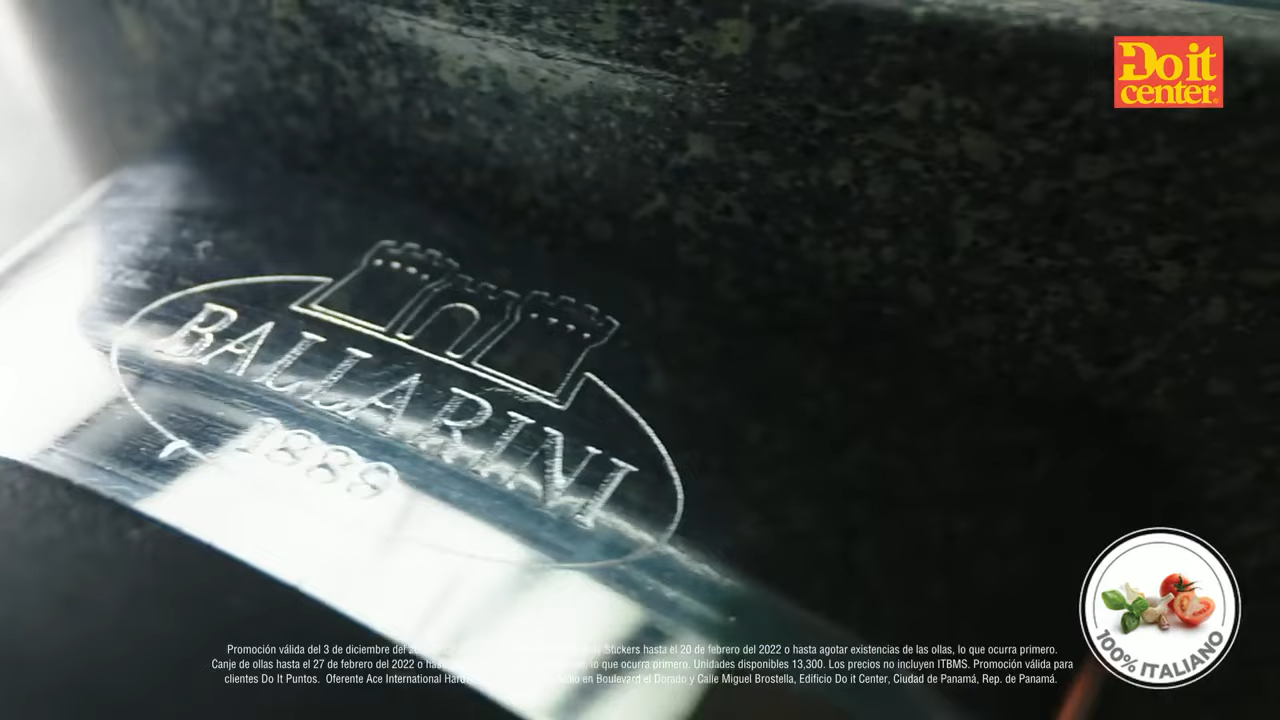 Do it
center
BALLARINI
1889
100% ITALIANO
Promoción válida del 3 de diciembre del Stickers hasta el 20 de febrero del 2022 o hasta agotar existencias de las ollas, lo que ocurra primero.
Canje de ollas hasta el 27 de febrero del 2022 o lo que ocurra primero. Unidades disponibles 13,300. Los precios no incluyen ITBMS. Promoción válida para
clientes Do It Puntos. Oferente Ace International en Boulevard el Dorado y Calle Miguel Brostella, Edificio Do it Center, Ciudad de Panamá, Rep. de Panamá.